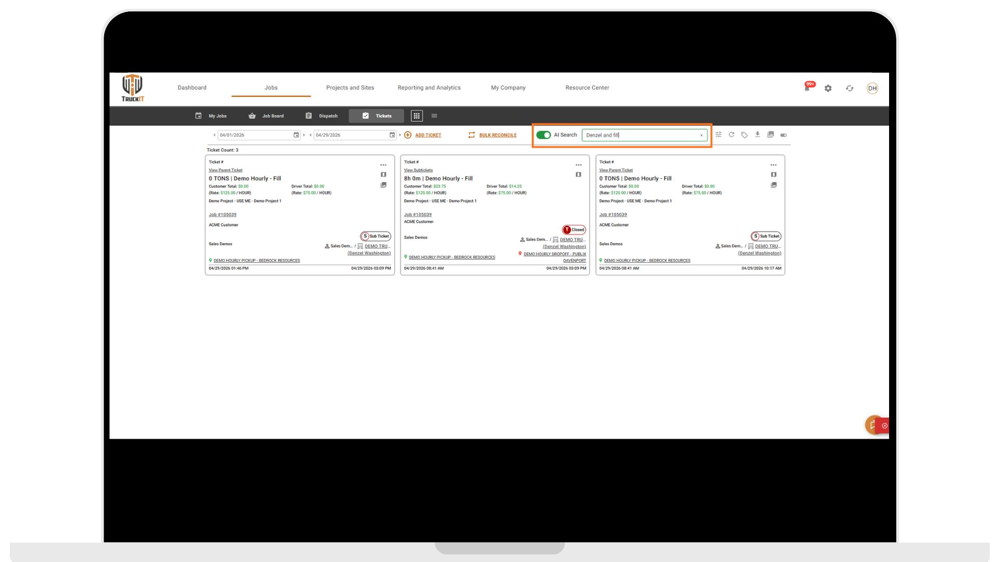 TRUCKIT
Dashboard
Jobs
Projects and Sites
Reporting and Analytics
My Company
Resource Center
99+
DH
My Jobs
Job Board
Dispatch
Tickets
04/01/2026
04/29/2026
ADD TICKET
BULK RECONCILE
AI Search
Denzel and fill
Ticket Count: 3
Ticket #
View Parent Ticket
0 TONS | Demo Hourly - Fill
Customer Total: $0.00
Driver Total: $0.00
(Rate: $125.00 / HOUR)
(Rate: $75.00 / HOUR)
Demo Project - USE ME - Demo Project 1
Job #105039
ACME Customer
S Sub Ticket
Sales Demos
Sales Dem... / DEMO TRU...
(Denzel Washington)
DEMO HOURLY PICKUP - BEDROCK RESOURCES
04/29/2026 01:46 PM
04/29/2026 03:09 PM
Ticket #
View Subtickets
8h 0m | Demo Hourly - Fill
Customer Total: $23.75
Driver Total: $14.25
(Rate: $125.00 / HOUR)
(Rate: $75.00 / HOUR)
Demo Project - USE ME - Demo Project 1
Job #105039
ACME Customer
T Closed
Sales Demos
Sales Dem... / DEMO TRU...
(Denzel Washington)
DEMO HOURLY PICKUP - BEDROCK RESOURCES
DEMO HOURLY DROPOFF - PUBLIX
DAVENPORT
04/29/2026 08:41 AM
04/29/2026 03:09 PM
Ticket #
View Parent Ticket
0 TONS | Demo Hourly - Fill
Customer Total: $0.00
Driver Total: $0.00
(Rate: $125.00 / HOUR)
(Rate: $75.00 / HOUR)
Demo Project - USE ME - Demo Project 1
Job #105039
ACME Customer
S Sub Ticket
Sales Demos
Sales Dem... / DEMO TRU...
(Denzel Washington)
DEMO HOURLY PICKUP - BEDROCK RESOURCES
04/29/2026 08:41 AM
04/29/2026 10:17 AM